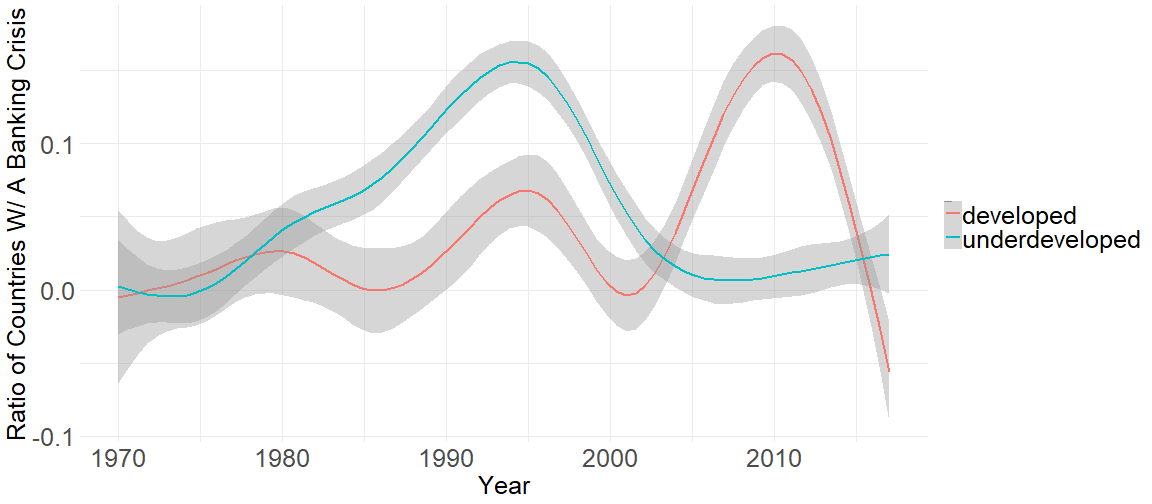 Ratio of Countries W/ A Banking Crisis
0.1
0.0
-0.1
1970 1980 1990 2000 2010
Year
developed
underdeveloped